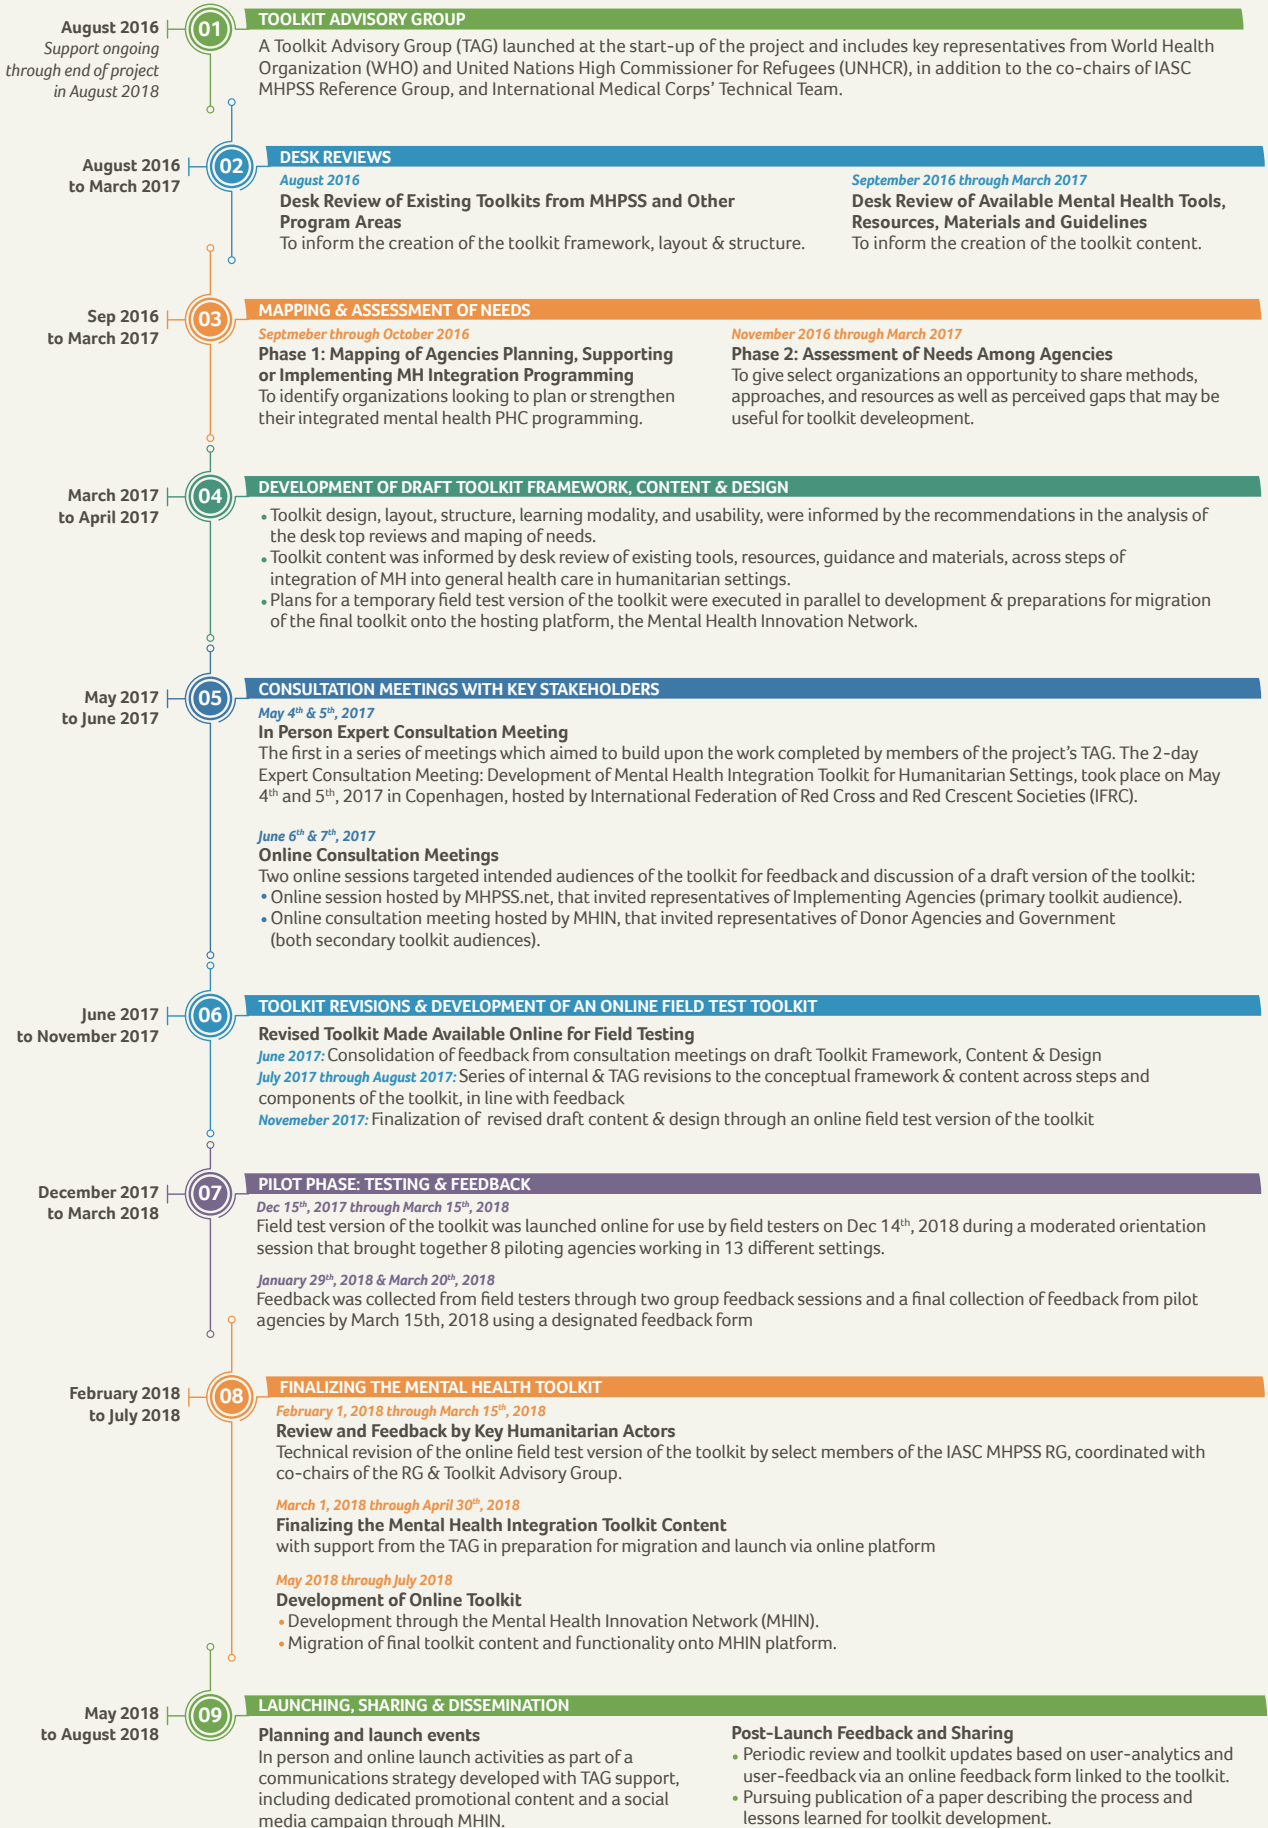 August 2016
Support ongoing
through end of project
in August 2018
01
TOOLKIT ADVISORY GROUP
A Toolkit Advisory Group (TAG) launched at the start-up of the project and includes key representatives from World Health
Organization (WHO) and United Nations High Commissioner for Refugees (UNHCR), in addition to the co-chairs of IASC
MHPSS Reference Group, and International Medical Corps' Technical Team.
August 2016
to March 2017
02
DESK REVIEWS
August 2016
Desk Review of Existing Toolkits from MHPSS and Other
Program Areas
To inform the creation of the toolkit framework, layout & structure.
September 2016 through March 2017
Desk Review of Available Mental Health Tools,
Resources, Materials and Guidelines
To inform the creation of the toolkit content.
Sep 2016
to March 2017
03
MAPPING & ASSESSMENT OF NEEDS
Septmeber through October 2016
Phase 1: Mapping of Agencies Planning, Supporting
or Implementing MH Integration Programming
To identify organizations looking to plan or strengthen
their integrated mental health PHC programming.
November 2016 through March 2017
Phase 2: Assessment of Needs Among Agencies
To give select organizations an opportunity to share methods,
approaches, and resources as well as perceived gaps that may be
useful for toolkit develeopment.
March 2017
to April 2017
04
DEVELOPMENT OF DRAFT TOOLKIT FRAMEWORK, CONTENT & DESIGN
• Toolkit design, layout, structure, learning modality, and usability, were informed by the recommendations in the analysis of
the desk top reviews and maping of needs.
• Toolkit content was informed by desk review of existing tools, resources, guidance and materials, across steps of
integration of MH into general health care in humanitarian settings.
• Plans for a temporary field test version of the toolkit were executed in parallel to development & preparations for migration
of the final toolkit onto the hosting platform, the Mental Health Innovation Network.
May 2017
to June 2017
05
CONSULTATION MEETINGS WITH KEY STAKEHOLDERS
May 4th & 5th, 2017
In Person Expert Consultation Meeting
The first in a series of meetings which aimed to build upon the work completed by members of the project's TAG. The 2-day
Expert Consultation Meeting: Development of Mental Health Integration Toolkit for Humanitarian Settings, took place on May
4th and 5th, 2017 in Copenhagen, hosted by International Federation of Red Cross and Red Crescent Societies (IFRC).
June 6th & 7th, 2017
Online Consultation Meetings
Two online sessions targeted intended audiences of the toolkit for feedback and discussion of a draft version of the toolkit:
• Online session hosted by MHPSS.net, that invited representatives of Implementing Agencies (primary toolkit audience).
• Online consultation meeting hosted by MHIN, that invited representatives of Donor Agencies and Government
(both secondary toolkit audiences).
June 2017
to November 2017
06
TOOLKIT REVISIONS & DEVELOPMENT OF AN ONLINE FIELD TEST TOOLKIT
Revised Toolkit Made Available Online for Field Testing
June 2017: Consolidation of feedback from consultation meetings on draft Toolkit Framework, Content & Design
July 2017 through August 2017: Series of internal & TAG revisions to the conceptual framework & content across steps and
components of the toolkit, in line with feedback
Novemeber 2017: Finalization of revised draft content & design through an online field test version of the toolkit
December 2017
to March 2018
07
PILOT PHASE: TESTING & FEEDBACK
Dec 15th, 2017 through March 15th, 2018
Field test version of the toolkit was launched online for use by field testers on Dec 14th, 2018 during a moderated orientation
session that brought together 8 piloting agencies working in 13 different settings.
January 29th, 2018 & March 20th, 2018
Feedback was collected from field testers through two group feedback sessions and a final collection of feedback from pilot
agencies by March 15th, 2018 using a designated feedback form
February 2018
to July 2018
08
FINALIZING THE MENTAL HEALTH TOOLKIT
February 1, 2018 through March 15th, 2018
Review and Feedback by Key Humanitarian Actors
Technical revision of the online field test version of the toolkit by select members of the IASC MHPSS RG, coordinated with
co-chairs of the RG & Toolkit Advisory Group.
March 1, 2018 through April 30th, 2018
Finalizing the Mental Health Integration Toolkit Content
with support from the TAG in preparation for migration and launch via online platform
May 2018 through July 2018
Development of Online Toolkit
• Development through the Mental Health Innovation Network (MHIN).
• Migration of final toolkit content and functionality onto MHIN platform.
May 2018
to August 2018
09
LAUNCHING, SHARING & DISSEMINATION
Planning and launch events
In person and online launch activities as part of a
communications strategy developed with TAG support,
including dedicated promotional content and a social
media campaign through MHIN.
Post-Launch Feedback and Sharing
• Periodic review and toolkit updates based on user-analytics and
user-feedback via an online feedback form linked to the toolkit.
• Pursuing publication of a paper describing the process and
lessons learned for toolkit development.